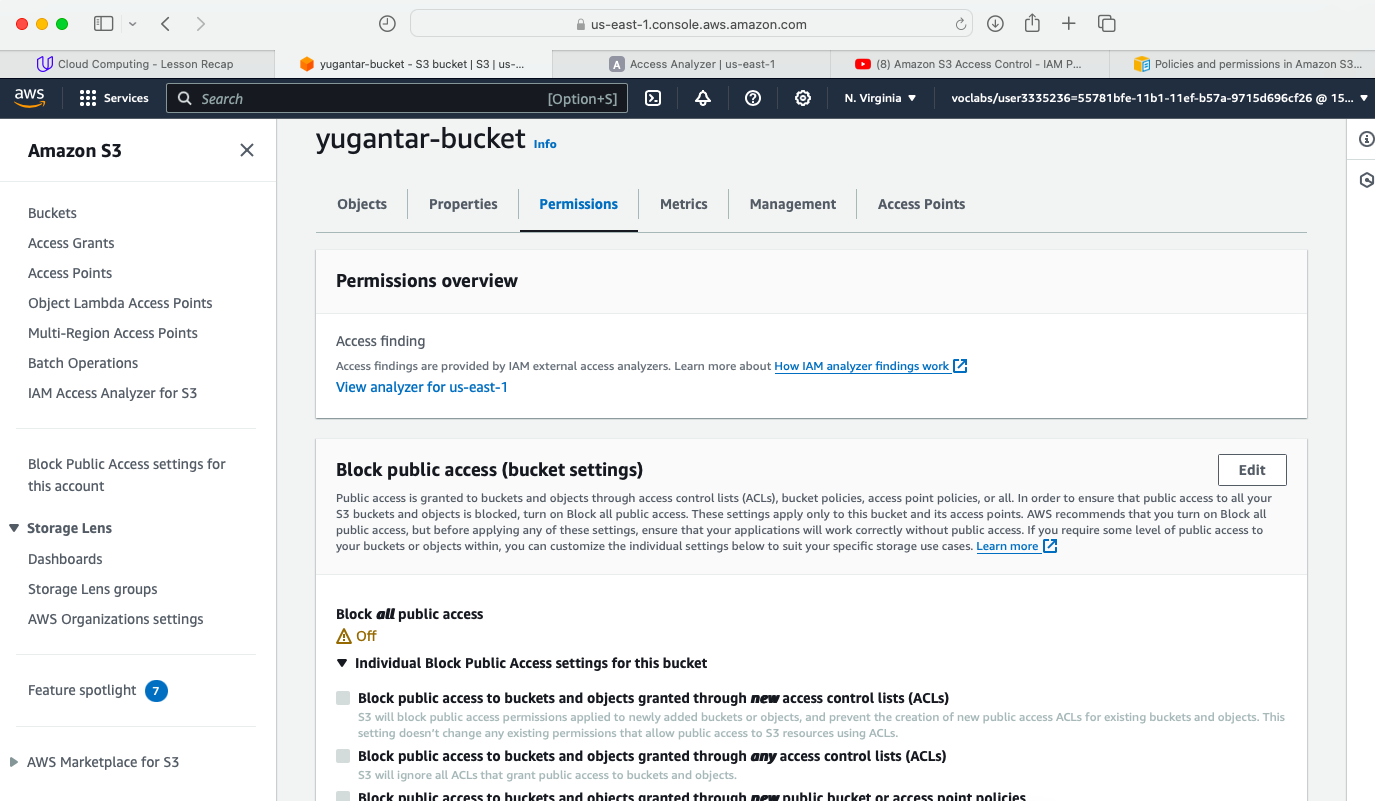 us-east-1.console.aws.amazon.com
Cloud Computing - Lesson Recap
yugantar-bucket - S3 bucket | S3 | us-...
A Access Analyzer | us-east-1
(8) Amazon S3 Access Control - IAM P...
Policies and permissions in Amazon S3...
aws
Services
Search
[Option+S]
N. Virginia
voclabs/user3335236=55781bfe-11b1-11ef-b57a-9715d696cf26 @ 15...
Amazon S3
Buckets
Access Grants
Access Points
Object Lambda Access Points
Multi-Region Access Points
Batch Operations
IAM Access Analyzer for S3
Block Public Access settings for
this account
Storage Lens
Dashboards
Storage Lens groups
AWS Organizations settings
Feature spotlight 7
AWS Marketplace for S3
yugantar-bucket Info
Objects
Properties
Permissions
Metrics
Management
Access Points
Permissions overview
Access finding
Access findings are provided by IAM external access analyzers. Learn more about How IAM analyzer findings work
View analyzer for us-east-1
Block public access (bucket settings)
Edit
Public access is granted to buckets and objects through access control lists (ACLs), bucket policies, access point policies, or all. In order to ensure that public access to all your
S3 buckets and objects is blocked, turn on Block all public access. These settings apply only to this bucket and its access points. AWS recommends that you turn on Block all
public access, but before applying any of these settings, ensure that your applications will work correctly without public access. If you require some level of public access to
your buckets or objects within, you can customize the individual settings below to suit your specific storage use cases. Learn more
Block all public access
Off
Individual Block Public Access settings for this bucket
Block public access to buckets and objects granted through new access control lists (ACLs)
S3 will block public access permissions applied to newly added buckets or objects, and prevent the creation of new public access ACLs for existing buckets and objects. This
setting doesn't change any existing permissions that allow public access to S3 resources using ACLs.
Block public access to buckets and objects granted through any access control lists (ACLs)
S3 will ignore all ACLs that grant public access to buckets and objects.
Block public access to buckets and objects granted through new public bucket or access point policies